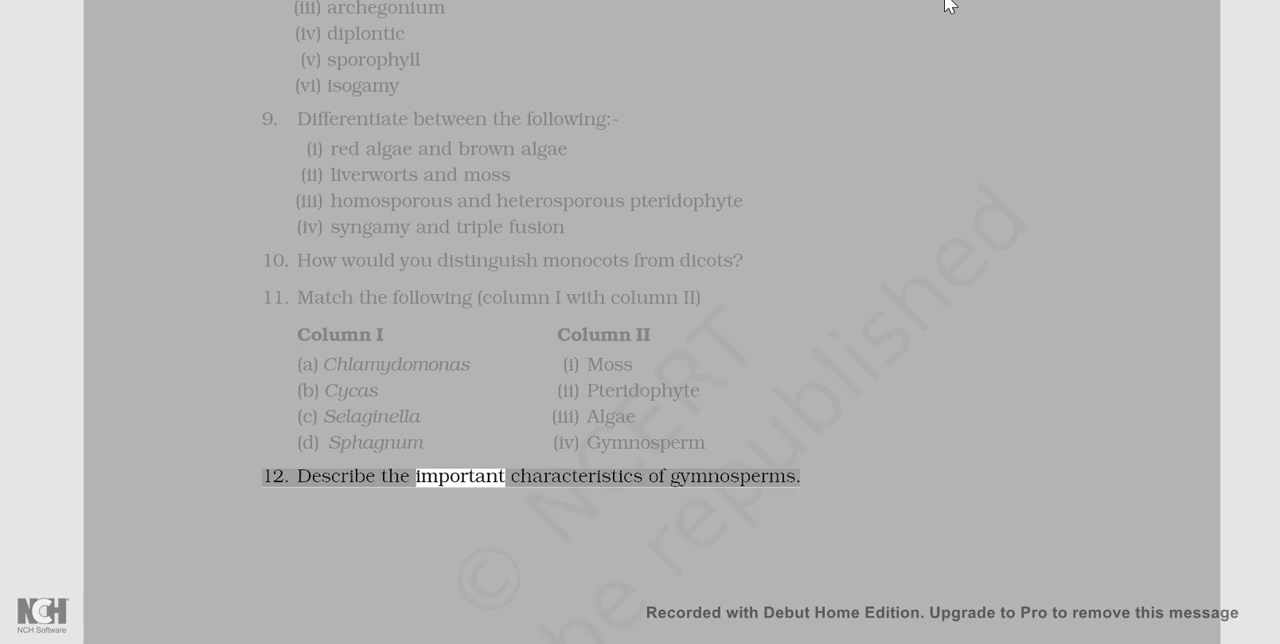 (iii) archegonium
(iv) diplontic
(v) sporophyll
(vi) isogamy
9. Differentiate between the following:-
(i) red algae and brown algae
(ii) liverworts and moss
(iii) homosporous and heterosporous pteridophyte
(iv) syngamy and triple fusion
10. How would you distinguish monocots from dicots?
11. Match the following (column I with column II)
Column I Column II
(a) Chlamydomonas (i) Moss
(b) Cycas (ii) Pteridophyte
(c) Selaginella (iii) Algae
(d) Sphagnum (iv) Gymnosperm
12. Describe the important characteristics of gymnosperms.
© NCERT
be republished
NCH
NCH Software
Recorded with Debut Home Edition. Upgrade to Pro to remove this message